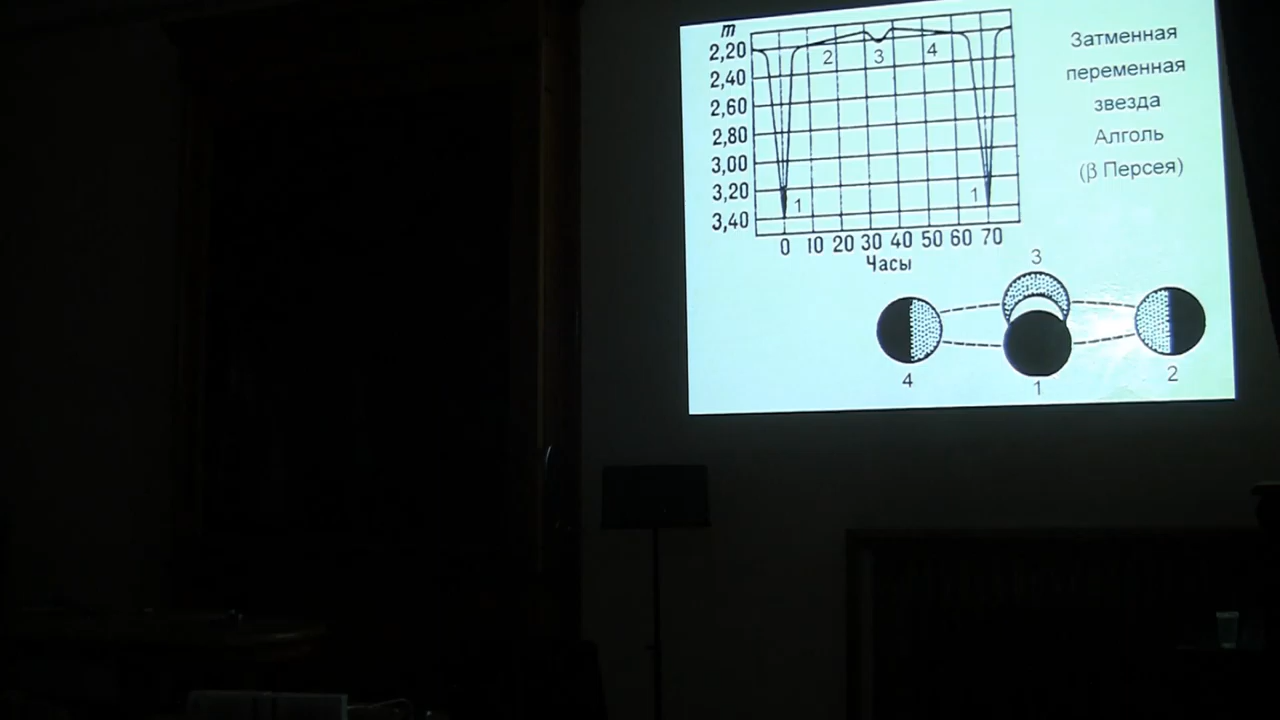 m
2,20
2,40
2,60
2,80
3,00
3,20
3,40
2 3 4
1 1
0 10 20 30 40 50 60 70
Часы
Затменная
переменная
звезда
Алголь
(β Персея)
3
4 1 2